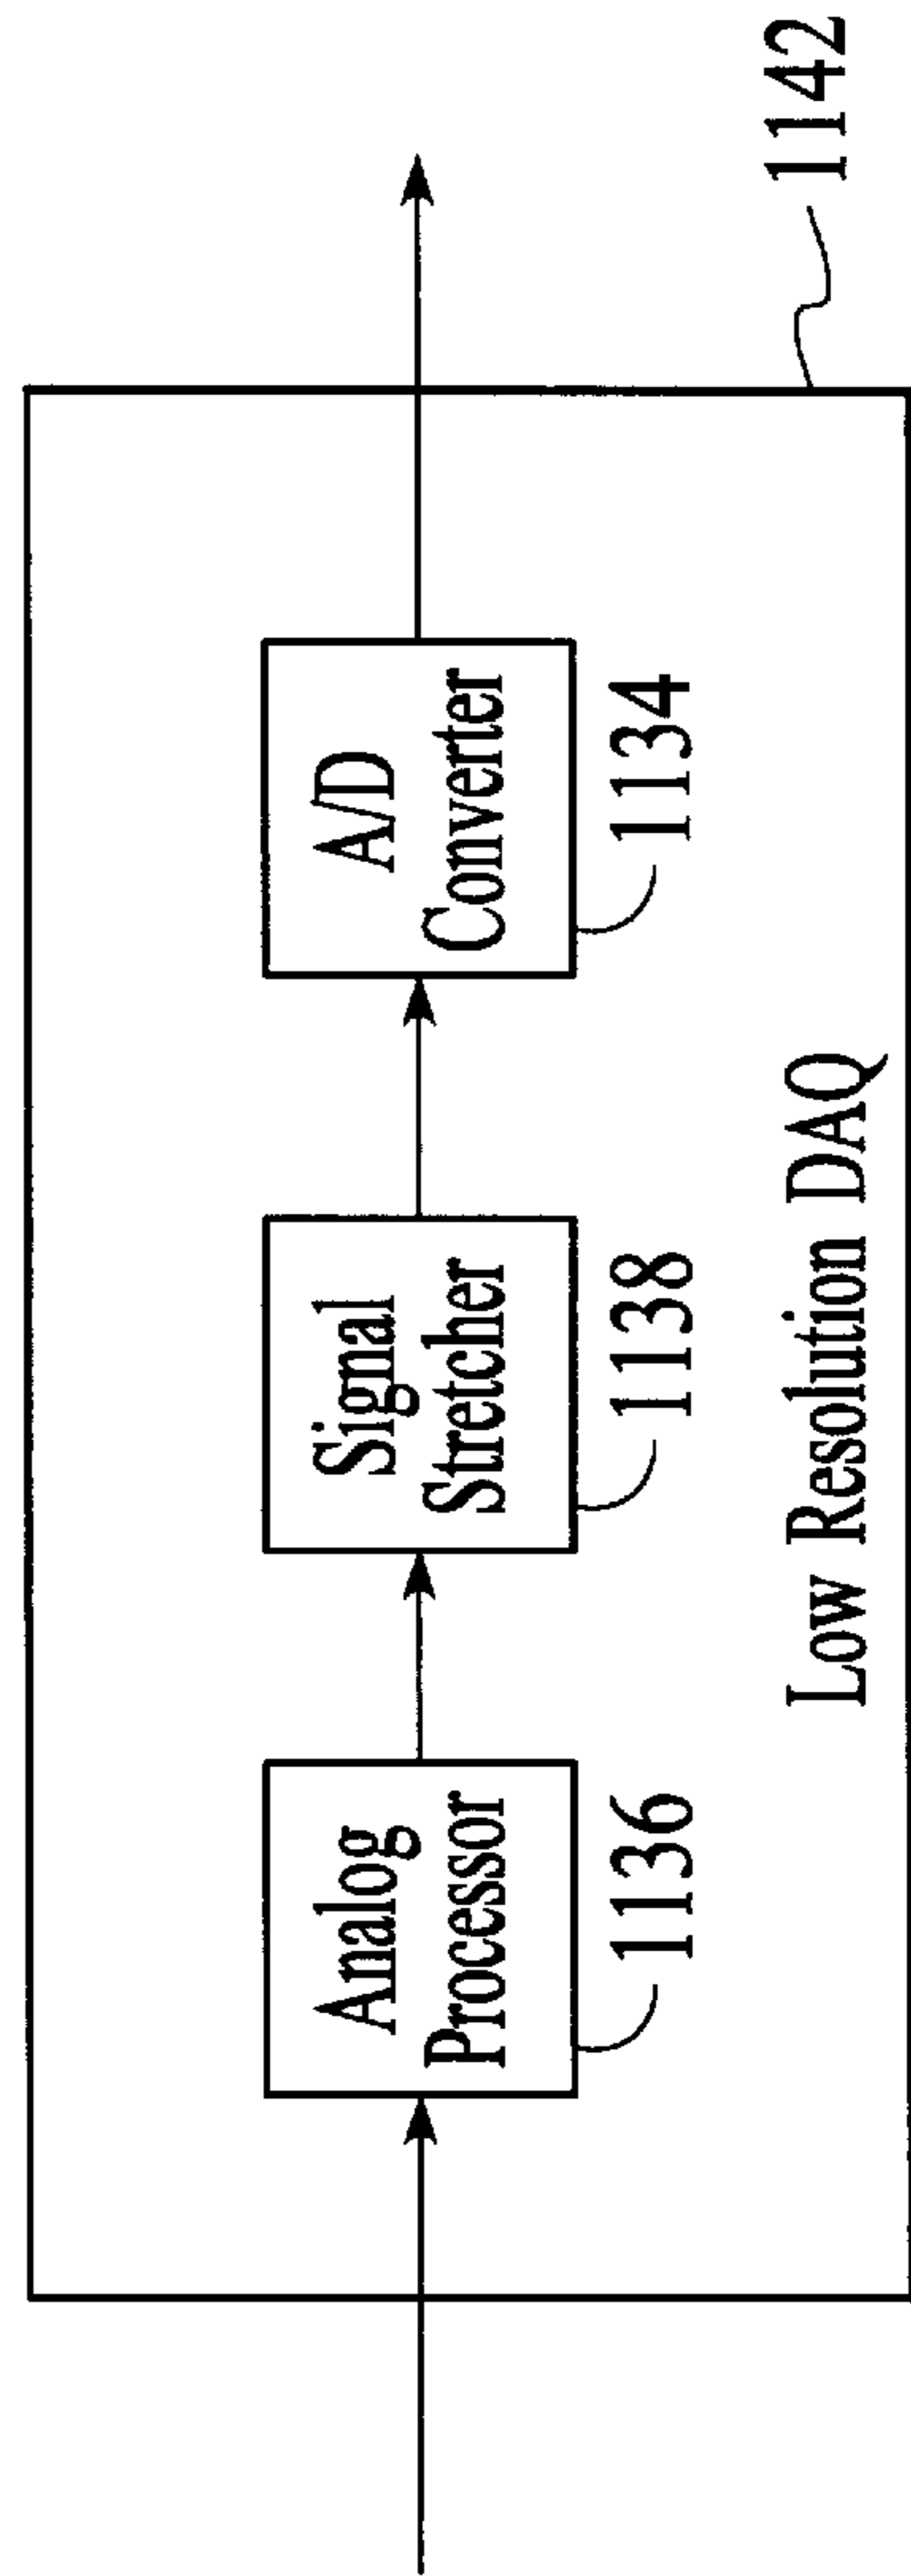 Analog
Processor
1136
Signal
Stretcher
1138
A/D
Converter
1134
Low Resolution DAQ
1142